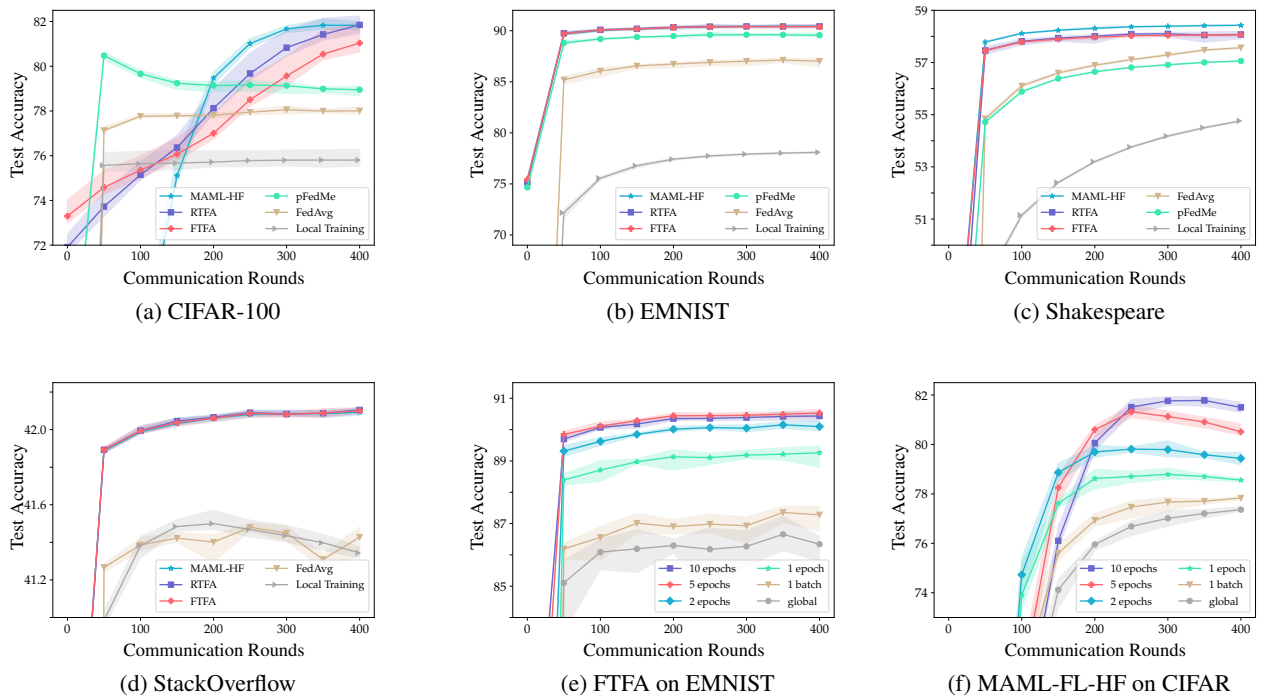 82
80
78
76
74
72
Test Accuracy
MAML-HF
RTFA
FTFA
pFedMe
FedAvg
Local Training
0 100 200 300 400
Communication Rounds
(a) CIFAR-100
90
85
80
75
70
Test Accuracy
MAML-HF
RTFA
FTFA
pFedMe
FedAvg
Local Training
0 100 200 300 400
Communication Rounds
(b) EMNIST
59
57
55
53
51
Test Accuracy
MAML-HF
RTFA
FTFA
FedAvg
pFedMe
Local Training
0 100 200 300 400
Communication Rounds
(c) Shakespeare
42.0
41.6
41.2
Test Accuracy
MAML-HF
RTFA
FTFA
FedAvg
Local Training
0 100 200 300 400
Communication Rounds
(d) StackOverflow
91
89
87
85
Test Accuracy
10 epochs
5 epochs
2 epochs
1 epoch
1 batch
global
0 100 200 300 400
Communication Rounds
(e) FTFA on EMNIST
82
80
78
76
74
Test Accuracy
10 epochs
5 epochs
2 epochs
1 epoch
1 batch
global
0 100 200 300 400
Communication Rounds
(f) MAML-FL-HF on CIFAR